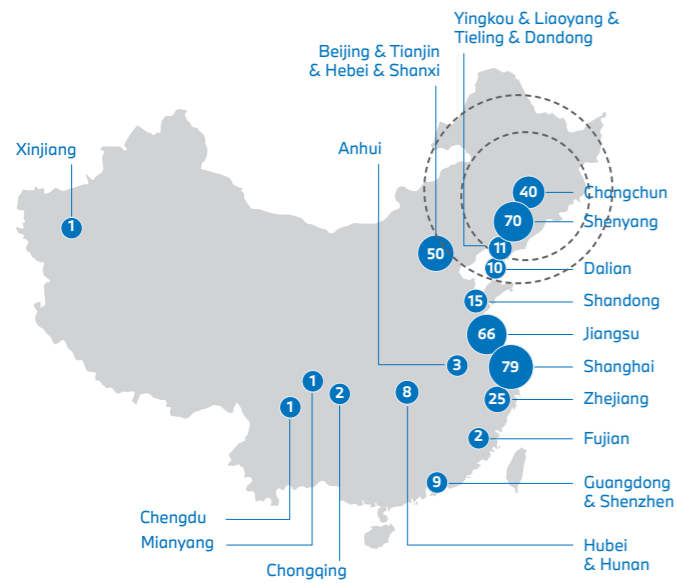 Yingkou & Liaoyang &
Tieling & Dandong
Beijing & Tianjin
& Hebei & Shanxi
Xinjiang
Anhui
40
Changchun
70
Shenyang
1
11
50
10
Dalian
15
Shandong
66
Jiangsu
3
79
Shanghai
1
2
8
25
Zhejiang
1
2
Fujian
9
Guangdong
& Shenzhen
Chengdu
Mianyang
Hubei
& Hunan
Chongqing